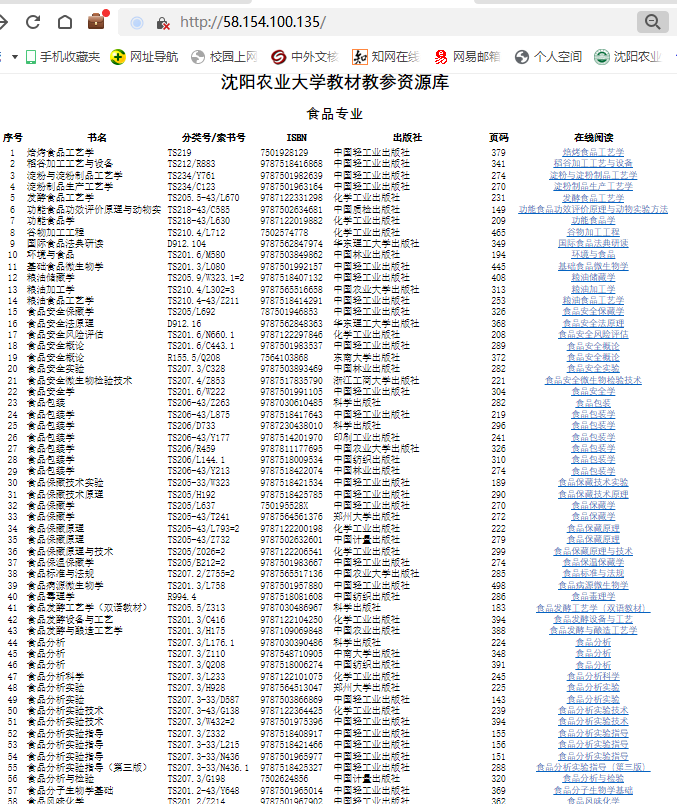 http://58.154.100.135/
手机收藏夹 网址导航 校园上网 中外文核 知网在线 网易邮箱 个人空间 沈阳农业
沈阳农业大学教材教参资源库
食品专业
序号 书名 分类号/索书号 ISBN 出版社 页码 在线阅读
1 焙烤食品工艺学 TS219 7501928129 中国轻工业出版社 379 焙烤食品工艺学
2 稻谷加工工艺与设备 TS212/R883 9787518416868 中国轻工业出版社 341 稻谷加工工艺与设备
3 淀粉与淀粉制品工艺学 TS234/Y761 9787501982639 中国轻工业出版社 274 淀粉与淀粉制品工艺学
4 淀粉制品生产工艺学 TS234/C123 9787501963164 中国轻工业出版社 270 淀粉制品生产工艺学
5 发酵食品工艺学 TS205.5-43/L670 9787122331298 化学工业出版社 231 发酵食品工艺学
6 功能食品功效评价原理与动物实 TS218-43/C585 9787502634681 中国质检出版社 149 功能食品功效评价原理与动物实验方法
7 功能食品学 TS218-43/L630 9787122019882 化学工业出版社 209 功能食品学
8 谷物加工工程 TS210.4/L712 7502574778 化学工业出版社 465 谷物加工工程
9 国际食品法典研读 D912.104 9787562847974 华东理工大学出版社 349 国际食品法典研读
10 环境与食品 TS201.6/M580 9787503849862 中国林业出版社 194 环境与食品
11 基础食品微生物学 TS201.3/L080 9787501992157 中国轻工业出版社 445 基础食品微生物学
12 粮油储藏学 TS205.9/W323.1=2 9787518407132 中国轻工业出版社 408 粮油储藏学
13 粮油加工学 TS210.4/L302=3 9787565516658 中国农业大学出版社 313 粮油加工学
14 粮油食品工艺学 TS210.4-43/Z211 9787518414291 中国轻工业出版社 253 粮油食品工艺学
15 食品安全保藏学 TS205/L692 787501946853 中国轻工业出版社 326 食品安全保藏学
16 食品安全法原理 D912.16 9787562848363 华东理工大学出版社 368 食品安全法原理
17 食品安全风险评估 TS201.6/N660.1 9787122297846 化学工业出版社 208 食品安全风险评估
18 食品安全概论 TS201.6/C443.1 9787501983537 中国轻工业出版社 298 食品安全概论
19 食品安全概论 R155.5/Q208 7564103868 东南大学出版社 372 食品安全概论
20 食品安全实验 TS207.3/C328 9787503893469 中国林业出版社 282 食品安全实验
21 食品安全微生物检验技术 TS207.4/Z853 9787517835790 浙江工商大学出版社 221 食品安全微生物检验技术
22 食品安全学 TS201.6/W222 9787501991105 中国轻工业出版社 304 食品安全学
23 食品包装 TS206-43/Z263 9787030610485 科学出版社 282 食品包装
24 食品包装学 TS206-43/L875 9787518417643 中国轻工业出版社 219 食品包装学
25 食品包装学 TS206/D733 9787230438010 科学出版社 296 食品包装学
26 食品包装学 TS206-43/Y177 9787514201970 印刷工业出版社 241 食品包装学
27 食品包装学 TS206/R459 9787811177695 中国农业大学出版社 326 食品包装学
28 食品包装学 TS206/L144.1 9787518009534 中国纺织出版社 310 食品包装学
29 食品包装学 TS206-43/Y213 9787518422074 中国林业出版社 274 食品包装学
30 食品保藏技术实验 TS205-33/W323 9787518421534 中国轻工业出版社 189 食品保藏技术实验
31 食品保藏技术原理 TS205/H192 9787518425785 中国轻工业出版社 290 食品保藏技术原理
32 食品保藏学 TS205/L637 750195528X 中国轻工业出版社 270 食品保藏学
33 食品保藏学 TS205-43/T241 9787564561376 郑州大学出版社 272 食品保藏学
34 食品保藏原理 TS205-43/L793=2 9787122200198 化学工业出版社 222 食品保藏原理
35 食品保藏原理 TS205-43/Z732 9787502632601 中国计量出版社 279 食品保藏原理
36 食品保藏原理与技术 TS205/Z026=2 9787122206541 化学工业出版社 299 食品保藏原理与技术
37 食品保温保藏学 TS205/B212=2 9787501983667 中国轻工业出版社 274 食品保温保藏学
38 食品标准与法规 TS207.2/Z755=2 9787565517136 中国农业大学出版社 285 食品标准与法规
39 食品病源微生物学 TS201.3/L758 9787501957880 中国轻工业出版社 498 食品病源微生物学
40 食品毒理学 R994.4 9787518081608 中国纺织出版社 286 食品毒理学
41 食品发酵工艺学（双语教材） TS205.5/Z313 9787030486967 科学出版社 183 食品发酵工艺学（双语教材）
42 食品发酵设备与工艺 TS201.3/C416 9787122104250 化学工业出版社 394 食品发酵设备与工艺
43 食品发酵与酿造工艺学 TS201.3/H175 9787109069848 中国农业出版社 388 食品发酵与酿造工艺学
44 食品分析 TS207.3/L176.1 9787030390486 科学出版社 224 食品分析
45 食品分析 TS207.3/Z110 9787548710905 中南大学出版社 348 食品分析
46 食品分析 TS207.3/Q208 9787518006274 中国纺织出版社 391 食品分析
47 食品分析科学 TS207.3/L233 9787122101075 化学工业出版社 245 食品分析科学
48 食品分析实验 TS207.3/H928 9787564513047 郑州大学出版社 225 食品分析实验
49 食品分析实验 TS207.3-33/D587 9787503866869 中国林业出版社 143 食品分析实验
50 食品分析实验技术 TS207.3-43/G138 9787122364425 化学工业出版社 239 食品分析实验技术
51 食品分析实验技术 TS207.3/W432=2 9787501975396 中国轻工业出版社 394 食品分析实验技术
52 食品分析实验指导 TS207.3/Z332 9787518408917 中国轻工业出版社 155 食品分析实验指导
53 食品分析实验指导 TS207.3-33/L215 9787518421466 中国轻工业出版社 156 食品分析实验指导
54 食品分析实验指导 TS207.3-33/N436 9787501965977 中国轻工业出版社 151 食品分析实验指导
55 食品分析实验指导（第三版） TS207.3-33/N436.1 9787518425327 中国轻工业出版社 288 食品分析实验指导（第三版）
56 食品分析与检验 TS207.3/G198 7502624856 中国计量出版社 320 食品分析与检验
57 食品分子生物学基础 TS201.2-43/Y648 9787501965014 中国轻工业出版社 369 食品分子生物学基础
58 食品风味化学 TS201.2/Z214 9787501967902 中国轻工业出版社 362 食品风味化学